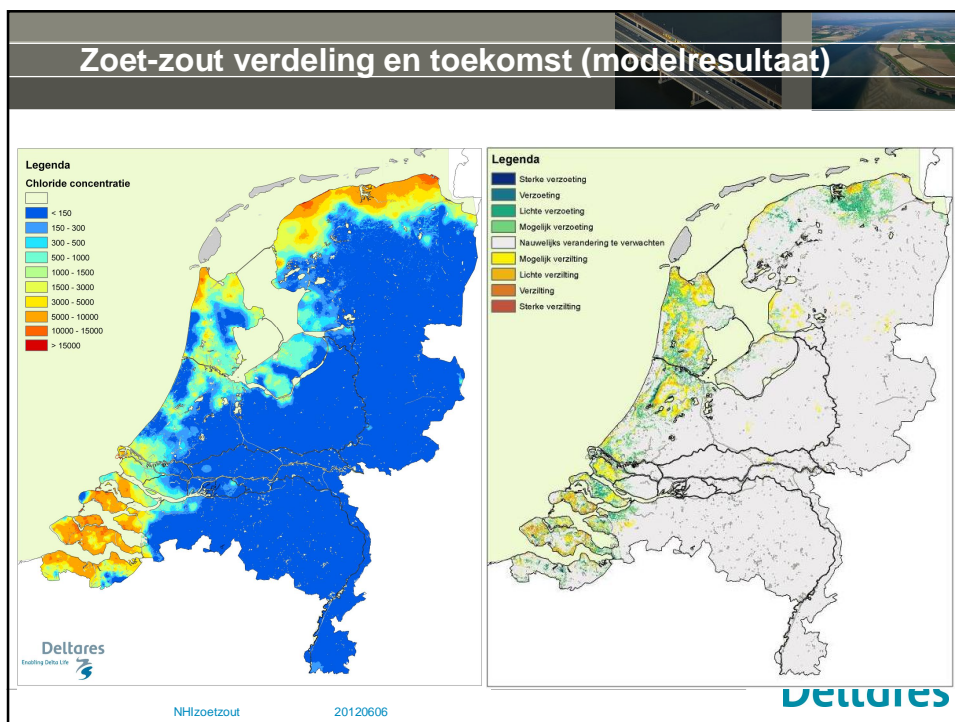 Zoet-zout verdeling en toekomst (modelresultaat)
Legenda
Chloride concentratie
< 150
150 - 300
300 - 500
500 - 1000
1000 - 1500
1500 - 3000
3000 - 5000
5000 - 10000
10000 - 15000
> 15000
Deltares
Enabling Delta Life
Legenda
Sterke verzoeting
Verzoeting
Lichte verzoeting
Mogelijk verzoeting
Nauwelijks verandering te verwachten
Mogelijk verzilting
Lichte verzilting
Verzilting
Sterke verzilting
NHIzoetzout
20120606
Deltares